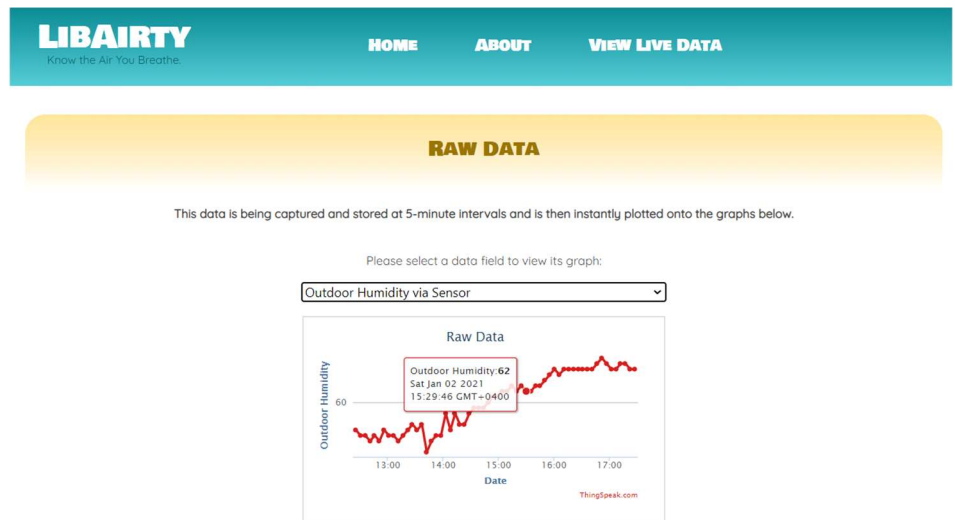 LibAirty
Know the Air You Breathe.
Home About View Live Data
Raw Data
This data is being captured and stored at 5-minute intervals and is then instantly plotted onto the graphs below.
Please select a data field to view its graph:
Outdoor Humidity via Sensor
Raw Data
Outdoor Humidity:62
Sat Jan 02 2021
15:29:46 GMT+0400
Outdoor Humidity
60
13:00 14:00 15:00 16:00 17:00
Date
ThingSpeak.com